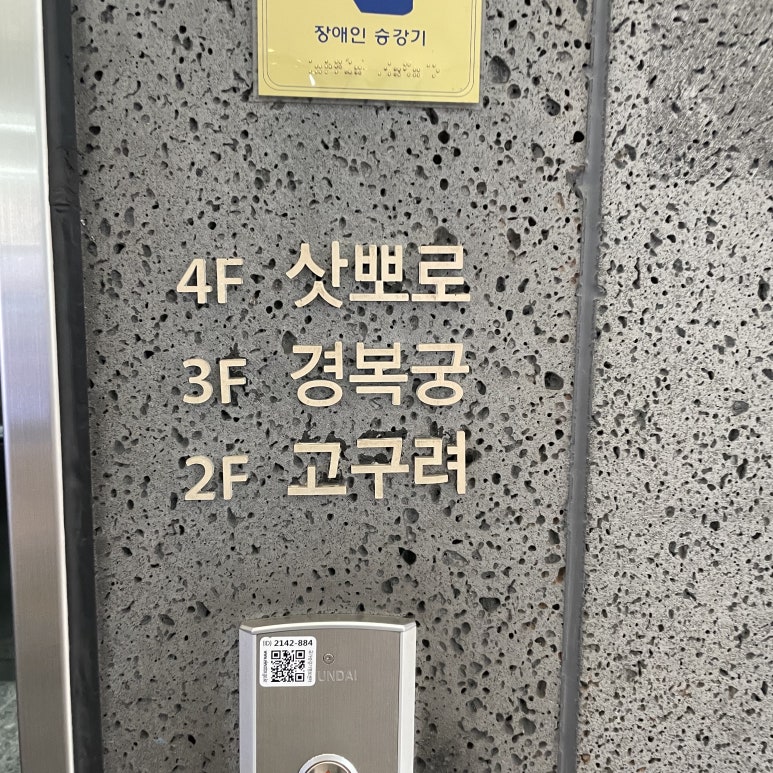 장애인 승강기
4F 삿뽀로
3F 경복궁
2F 고구려
(ID) 2142-884
UNDAI